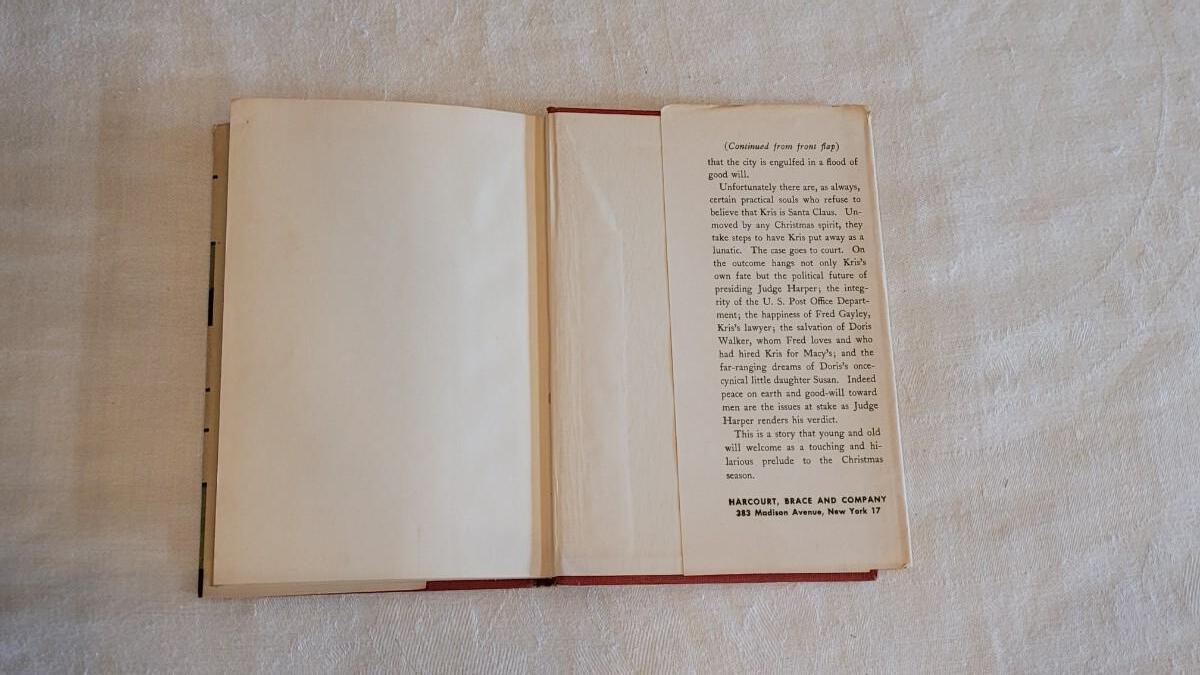 (Continued from front flap)
that the city is engulfed in a flood of
good will.
Unfortunately there are, as always,
certain practical souls who refuse to
believe that Kris is Santa Claus. Un-
moved by any Christmas spirit, they
take steps to have Kris put away as a
lunatic. The case goes to court. On
the outcome hangs not only Kris's
own fate but the political future of
presiding Judge Harper; the integ-
rity of the U. S. Post Office Depart-
ment; the happiness of Fred Gayley,
Kris's lawyer; the salvation of Doris
Walker, whom Fred loves and who
had hired Kris for Macy's; and the
far-ranging dreams of Doris's once-
cynical little daughter Susan. Indeed
peace on earth and good-will toward
men are the issues at stake as Judge
Harper renders his verdict.
This is a story that young and old
will welcome as a touching and hi-
larious prelude to the Christmas
season.
HARCOURT, BRACE AND COMPANY
383 Madison Avenue, New York 17